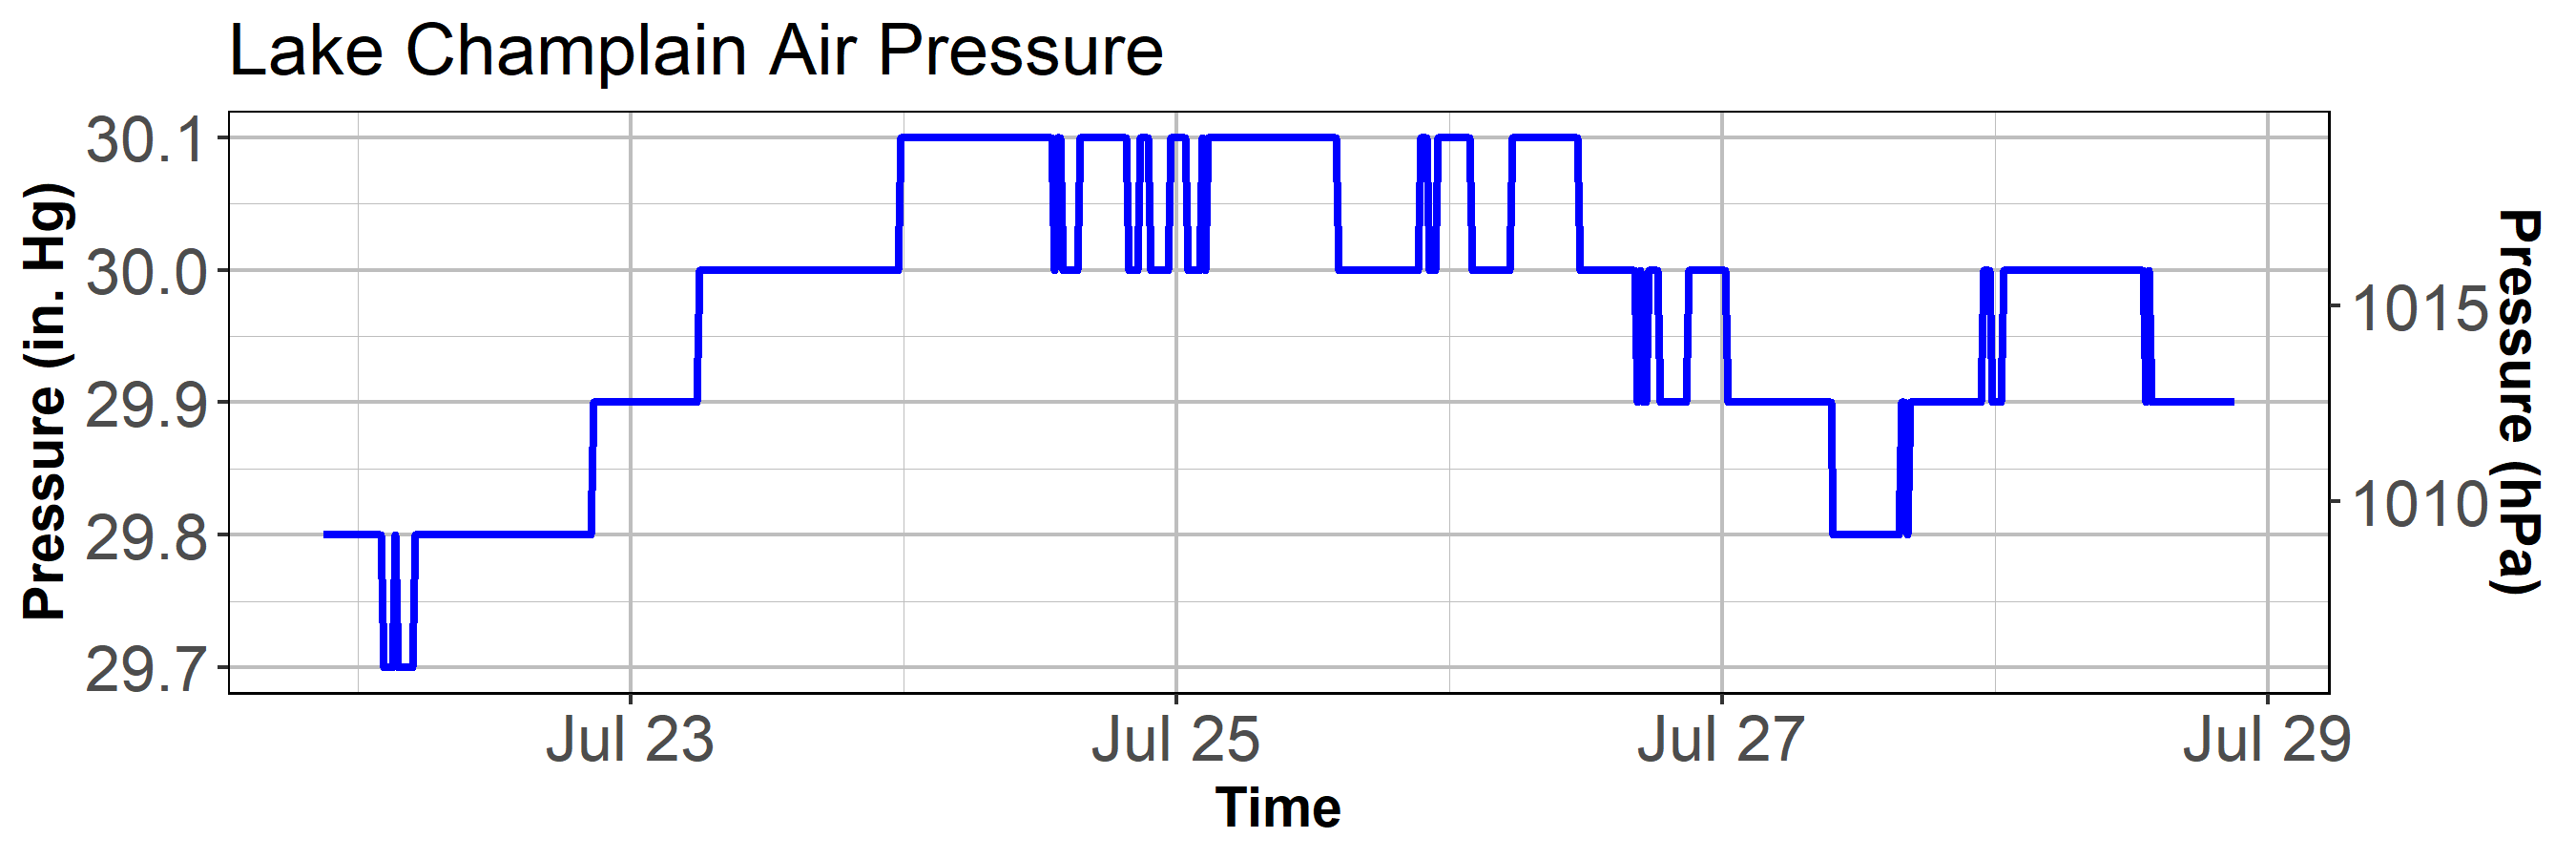 Lake Champlain Air Pressure
Pressure (in. Hg)
30.1
30.0
29.9
29.8
29.7
1015
1010
Pressure (hPa)
Jul 23 Jul 25 Jul 27 Jul 29
Time